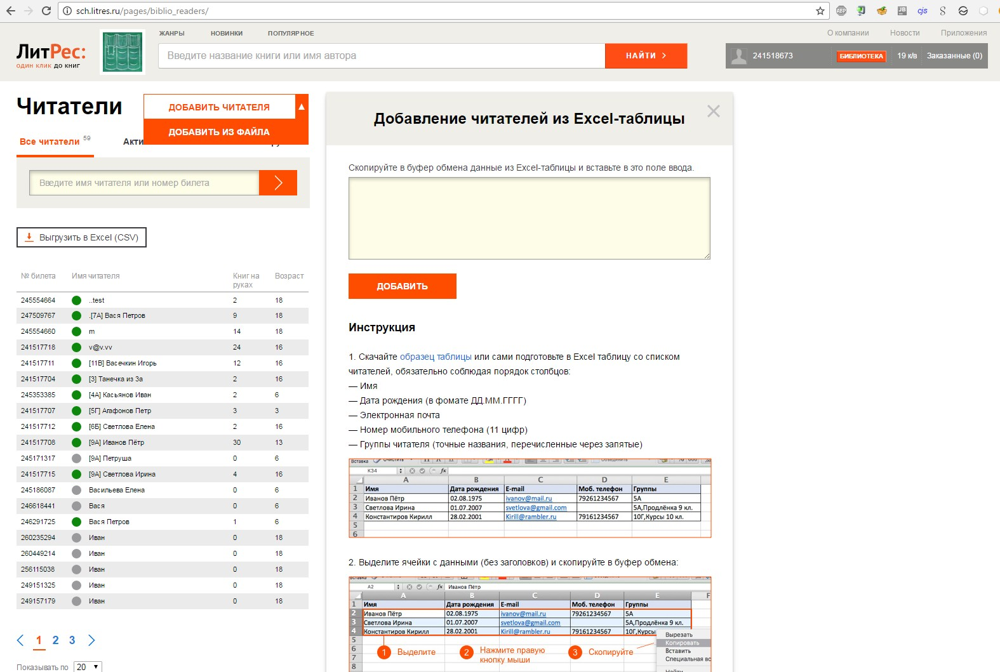 sch.litres.ru/pages/biblio_readers/
ABP
JB
cjs
ЛитРес:
один клик до книг
ЖАНРЫ НОВИНКИ ПОПУЛЯРНОЕ
Введите название книги или имя автора
НАЙТИ
О компании Новости Приложения
241518673 БИБЛИОТЕКА 19 к/в Заказанные (0)
Читатели
ДОБАВИТЬ ЧИТАТЕЛЯ
ДОБАВИТЬ ИЗ ФАЙЛА
Все читатели 59 Акти
Введите имя читателя или номер билета
Выгрузить в Excel (CSV)
№ билета Имя читателя Книг на руках Возраст
245554664 ..test 2 18
247509767 .[7А] Вася Петров 9 18
245554660 m 14 18
241517718 v@v.vv 24 16
241517711 [11В] Васечкин Игорь 12 16
241517704 [3] Танечка из 3а 2 16
245353385 [4А] Касьянов Иван 2 6
241517707 [5Г] Агафонов Петр 3 3
241517712 [6Б] Светлова Елена 2 16
241517708 [9А] Иванов Пётр 30 13
245171317 [9А] Петруша 0 6
241517715 [9А] Светлова Ирина 4 16
245186087 Васильева Елена 0 6
246618441 Вася 0 6
246291725 Вася Петров 1 6
260235294 Иван 0 18
260449214 Иван 0 18
256115038 Иван 0 18
249151325 Иван 0 18
249157179 Иван 0 18
1 2 3
Показывать по 20
Добавление читателей из Excel-таблицы
Скопируйте в буфер обмена данные из Excel-таблицы и вставьте в это поле ввода.
ДОБАВИТЬ
Инструкция
1. Скачайте образец таблицы или сами подготовьте в Excel таблицу со списком
читателей, обязательно соблюдая порядок столбцов:
— Имя
— Дата рождения (в фомате ДД.ММ.ГГГГ)
— Электронная почта
— Номер мобильного телефона (11 цифр)
— Группы читателя (точные названия, перечисленные через запятые)
Вставка Очистить
K34 fx
A B C D E
1 Имя Дата рождения E-mail Моб. телефон Группы
2 Иванов Пётр 02.08.1975 ivanov@mail.ru 79261234567 5А
3 Светлова Ирина 01.07.2007 svetlova@gmail.com 5А,Продлёнка 9 кл.
4 Константиров Кирилл 28.02.2001 Kirill@rambler.ru 79161234567 10Г,Курсы 10 кл.
5
6
2. Выделите ячейки с данными (без заголовков) и скопируйте в буфер обмена:
A2 fx Иванов Пётр
A B C D E F
1 Имя Дата рождения E-mail Моб. телефон Группы
2 Иванов Пётр 02.08.1975 ivanov@mail.ru 79261234567 5А
3 Светлова Ирина 01.07.2007 svetlova@gmail.com 5А,Продлёнка 9 кл.
4 Константиров Кирилл 28.02.2001 Kirill@rambler.ru 79161234567 10Г,Курсы
5
6
7
8
Вырезать
Копировать
Вставить
Специальная вс
1 Выделите
2 Нажмите правую
кнопку мыши
3 Скопируйте